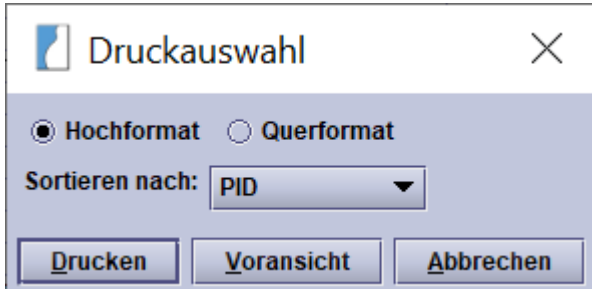 Druckauswahl
Hochformat Querformat
Sortieren nach: PID
Drucken Voransicht Abbrechen